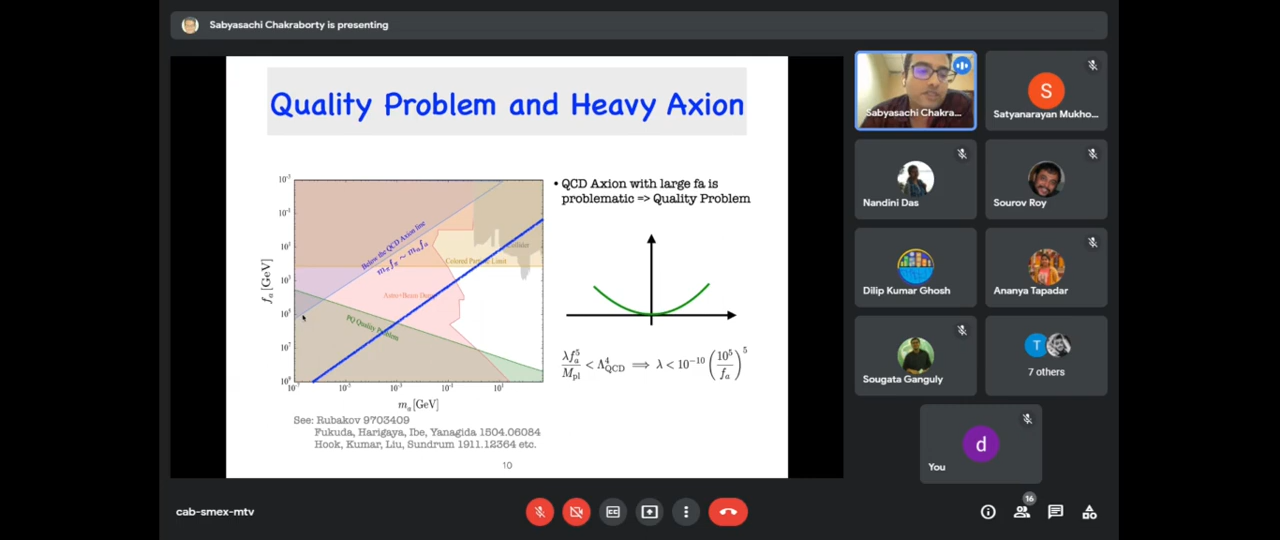 Sabyasachi Chakraborty is presenting
Quality Problem and Heavy Axion
Below the QCD Axion line
Colored Particle Limit
PQ Quality Problem
f_a [GeV]
m_a [GeV]
• QCD Axion with large fa is
problematic => Quality Problem
λf_a^5 / M_pl < Λ_QCD^4 ⟹ λ < 10^-10 (10^5 / f_a)^5
See: Rubakov 9703409
Fukuda, Harigaya, Ibe, Yanagida 1504.06084
Hook, Kumar, Liu, Sundrum 1911.12364 etc.
10
Sabyasachi Chakra...
S
Satyanarayan Mukho...
Nandini Das
Sourov Roy
Dilip Kumar Ghosh
Ananya Tapadar
Sougata Ganguly
T
7 others
d
You
cab-smex-mtv
16